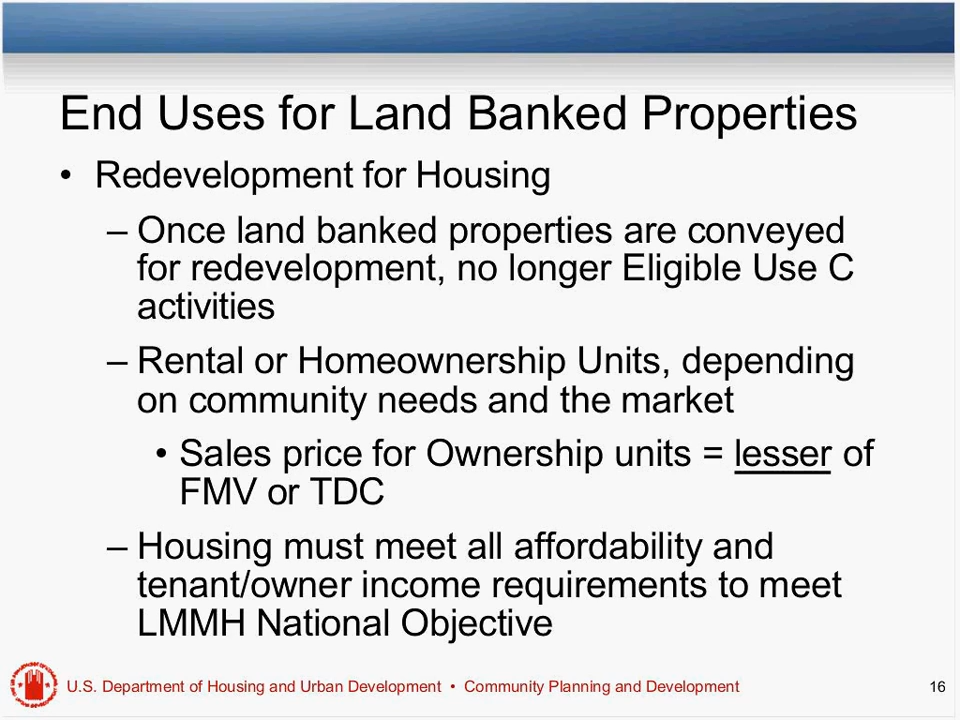 End Uses for Land Banked Properties
• Redevelopment for Housing
– Once land banked properties are conveyed
for redevelopment, no longer Eligible Use C
activities
– Rental or Homeownership Units, depending
on community needs and the market
• Sales price for Ownership units = lesser of
FMV or TDC
– Housing must meet all affordability and
tenant/owner income requirements to meet
LMMH National Objective
U.S. Department of Housing and Urban Development • Community Planning and Development 16